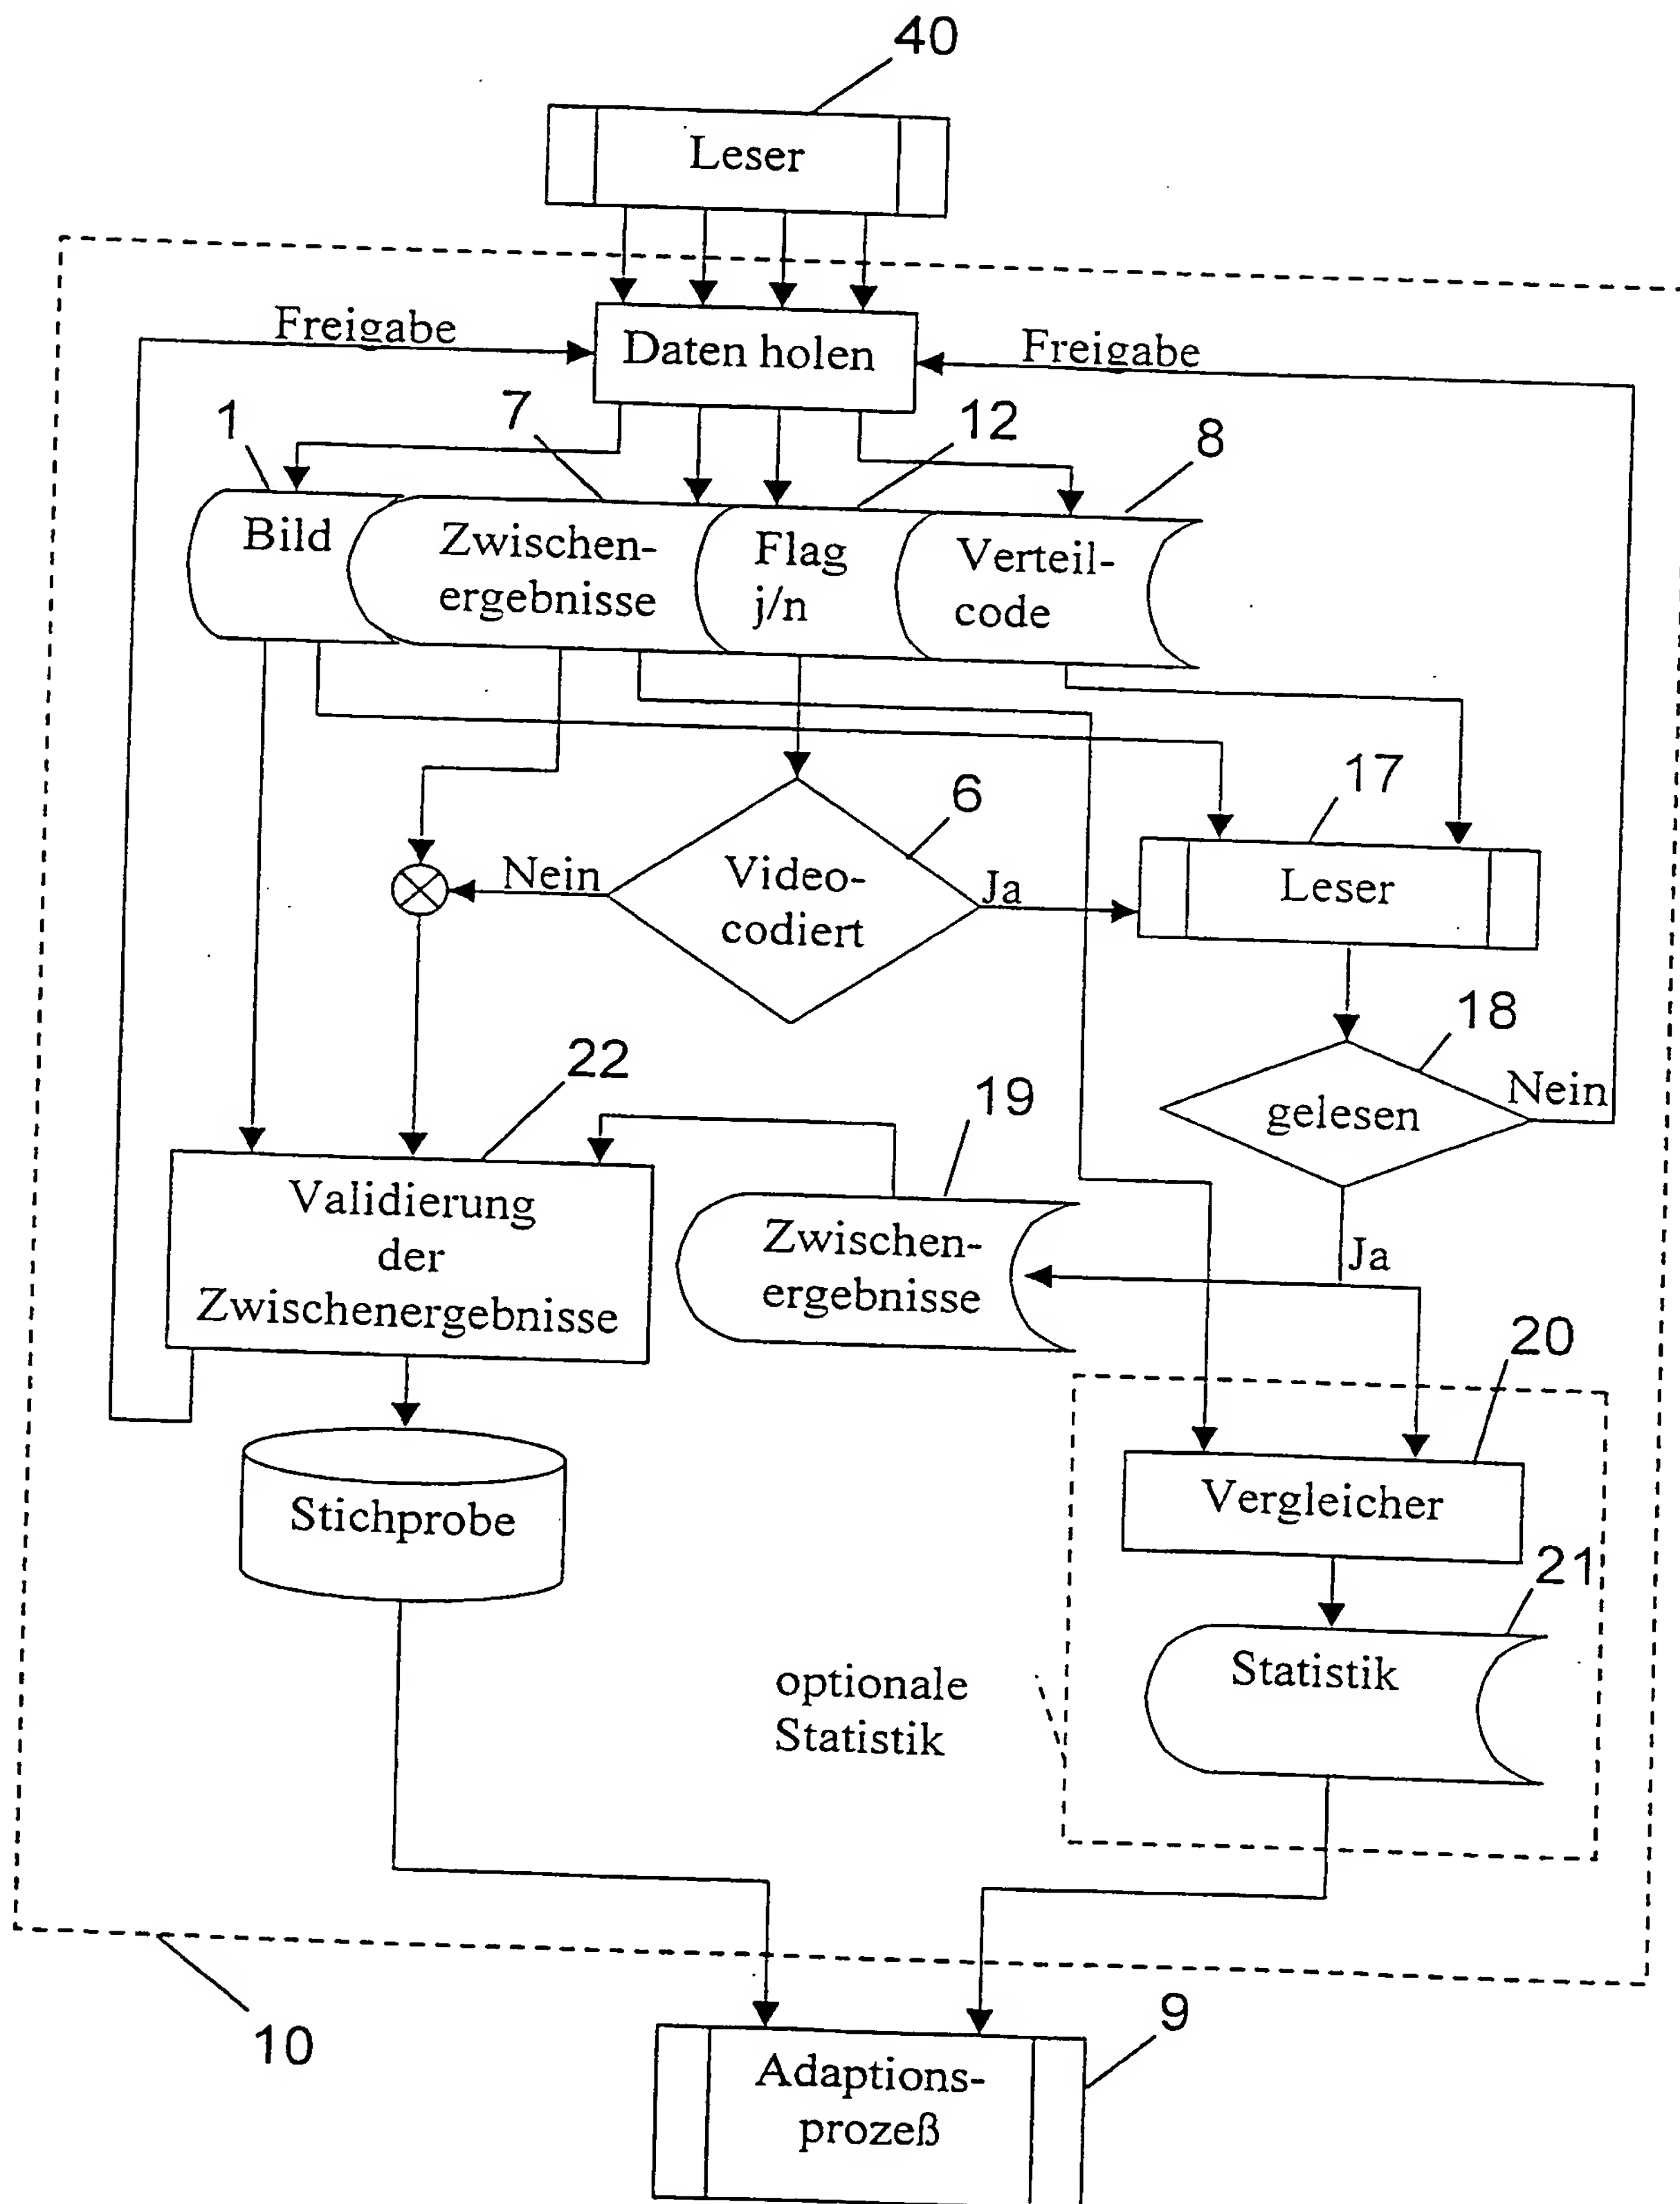 40
Leser
Freigabe
Daten holen
Freigabe
1
7
12
8
Bild
Zwischen-
ergebnisse
Flag
j/n
Verteil-
code
6
17
Nein
Video-
codiert
Ja
Leser
18
22
19
gelesen
Nein
Validierung
der
Zwischenergebnisse
Zwischen-
ergebnisse
Ja
20
Stichprobe
Vergleicher
21
optionale
Statistik
Statistik
10
9
Adaptions-
prozeß